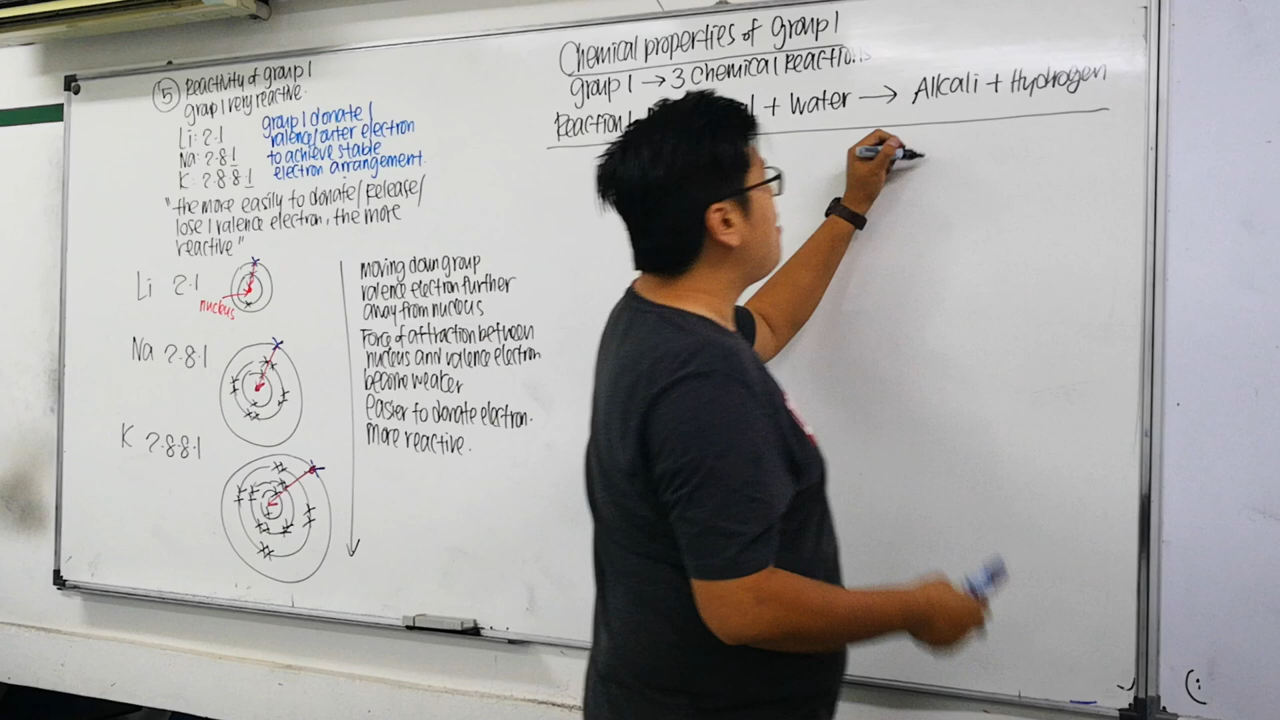 ⑤ Reactivity of group 1
group 1 very reactive.
Li: 2.1
Na: 2.8.1
K: 2.8.8.1
group 1 donate 1
valence/outer electron
to achieve stable
electron arrangement.
"the more easily to donate/release/
lose 1 valence electron, the more
reactive"
Li 2.1
nucleus
Na 2.8.1
K 2.8.8.1
moving down group
valence electron further
away from nucleus
Force of attraction between
nucleus and valence electron
become weaker
easier to donate electron.
more reactive.
Chemical properties of group 1
group 1 → 3 chemical reactions
Reaction + water → Alkali + Hydrogen
(: